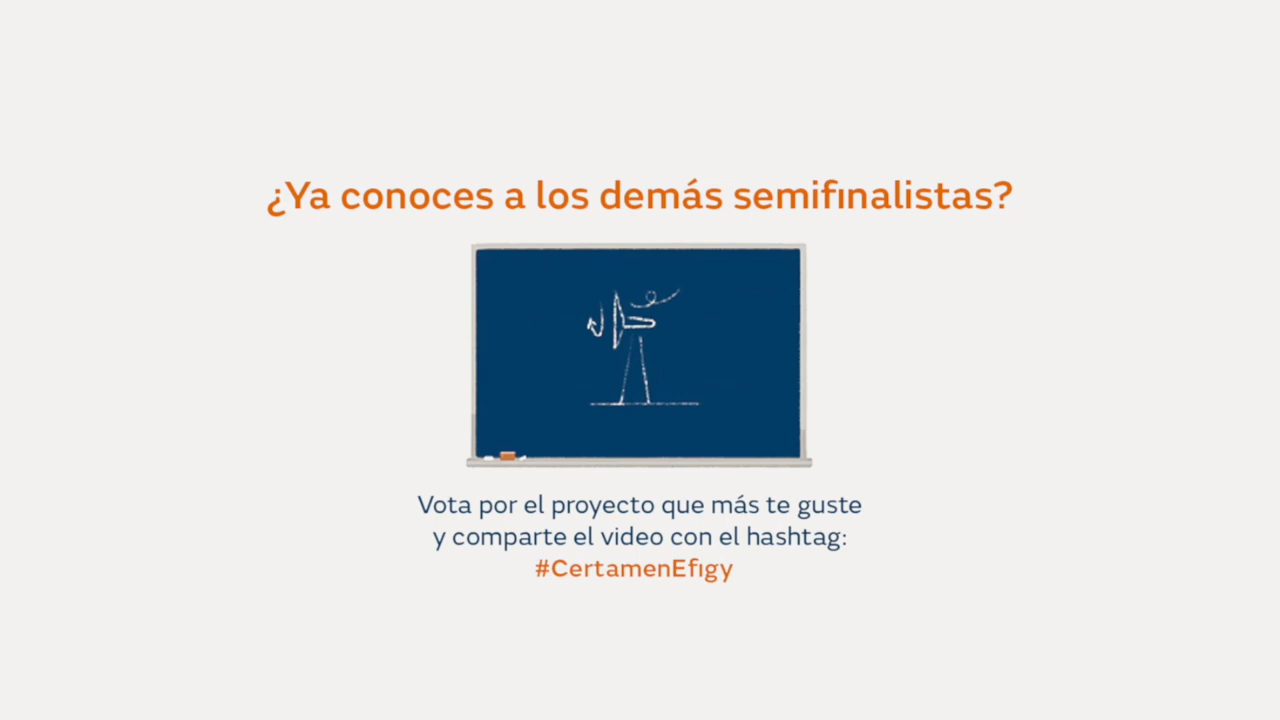 ¿Ya conoces a los demás semifinalistas?
Vota por el proyecto que más te guste
y comparte el video con el hashtag:
#CertamenEfigy